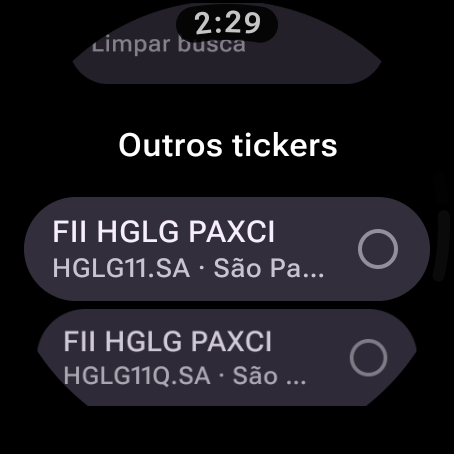 2:29
Limpar busca
Outros tickers
FII HGLG PAXCI
HGLG11.SA · São Pa...
FII HGLG PAXCI
HGLG11Q.SA · São ...